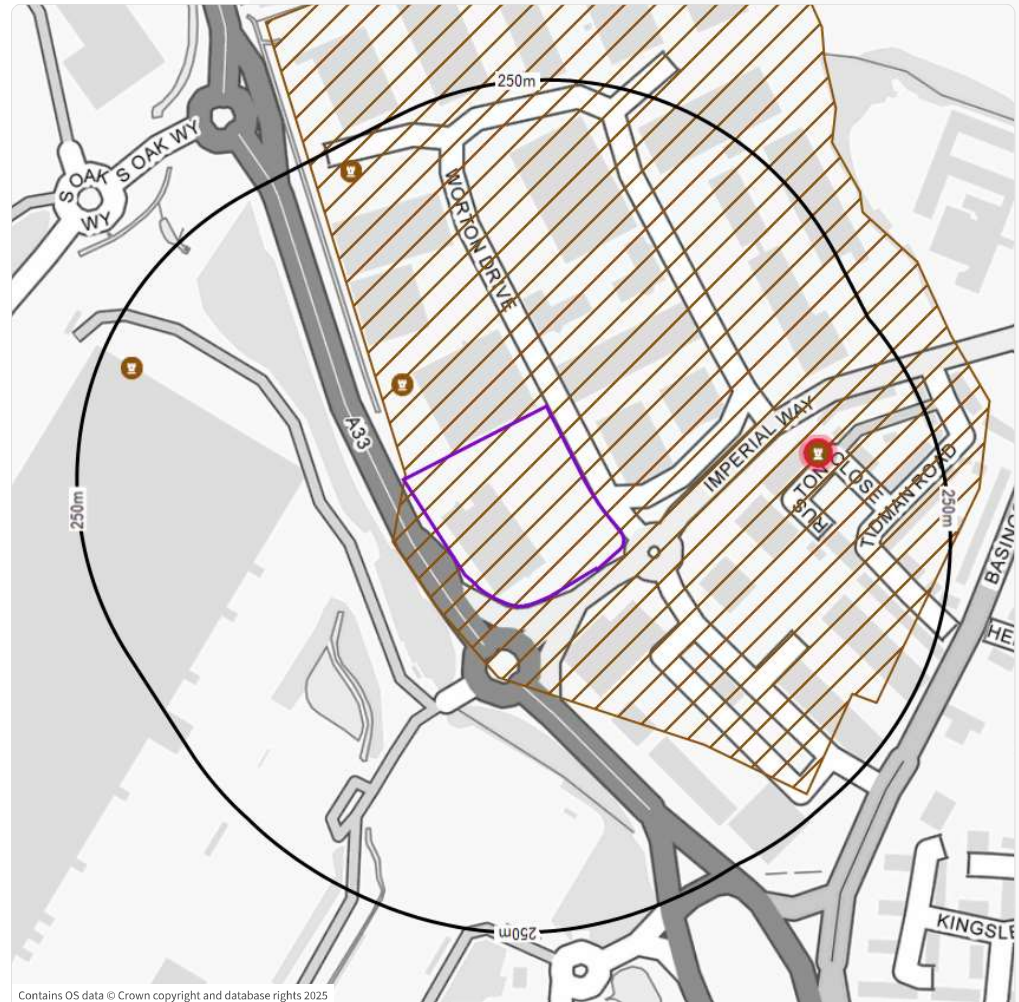 250m
S OAK WY
S OAK
WY
WORTON DRIVE
A33
IMPERIAL WAY
RUSTON
CLOSE
TIDMAN ROAD
250m
250m
BASING
HE
250m
KINGSLE
Contains OS data © Crown copyright and database rights 2025